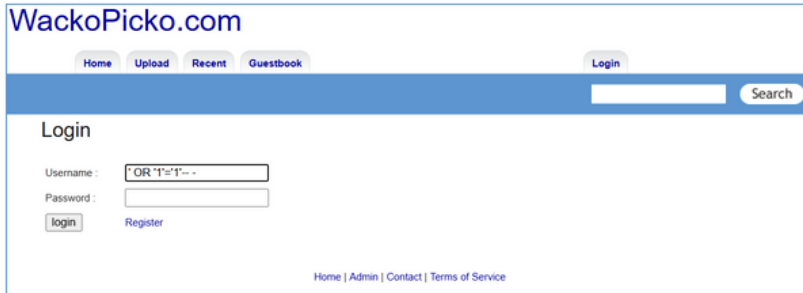 WackoPicko.com
Home Upload Recent Guestbook Login
Search
Login
Username : ' OR '1'='1'-- -
Password :
login Register
Home | Admin | Contact | Terms of Service